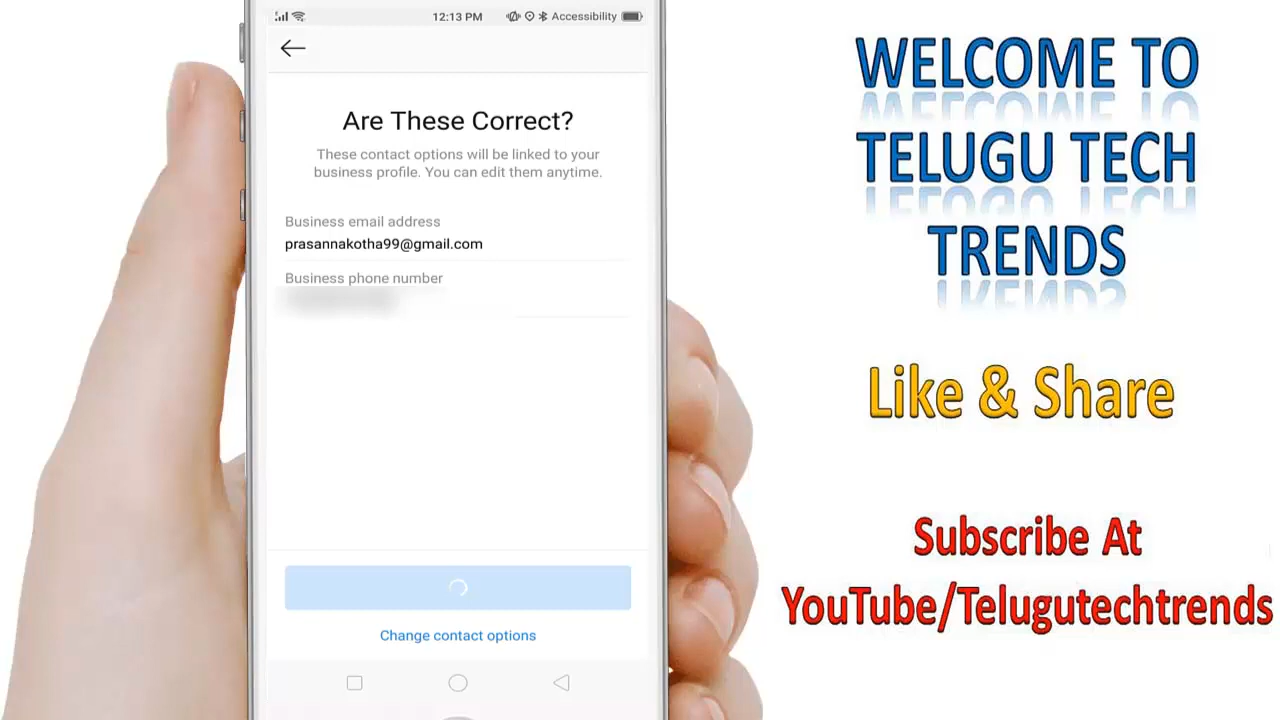 12:13 PM
Accessibility
Are These Correct?
These contact options will be linked to your
business profile. You can edit them anytime.
Business email address
prasannakotha99@gmail.com
Business phone number
Change contact options
WELCOME TO
TELUGU TECH
TRENDS
Like & Share
Subscribe At
YouTube/Telugutechtrends